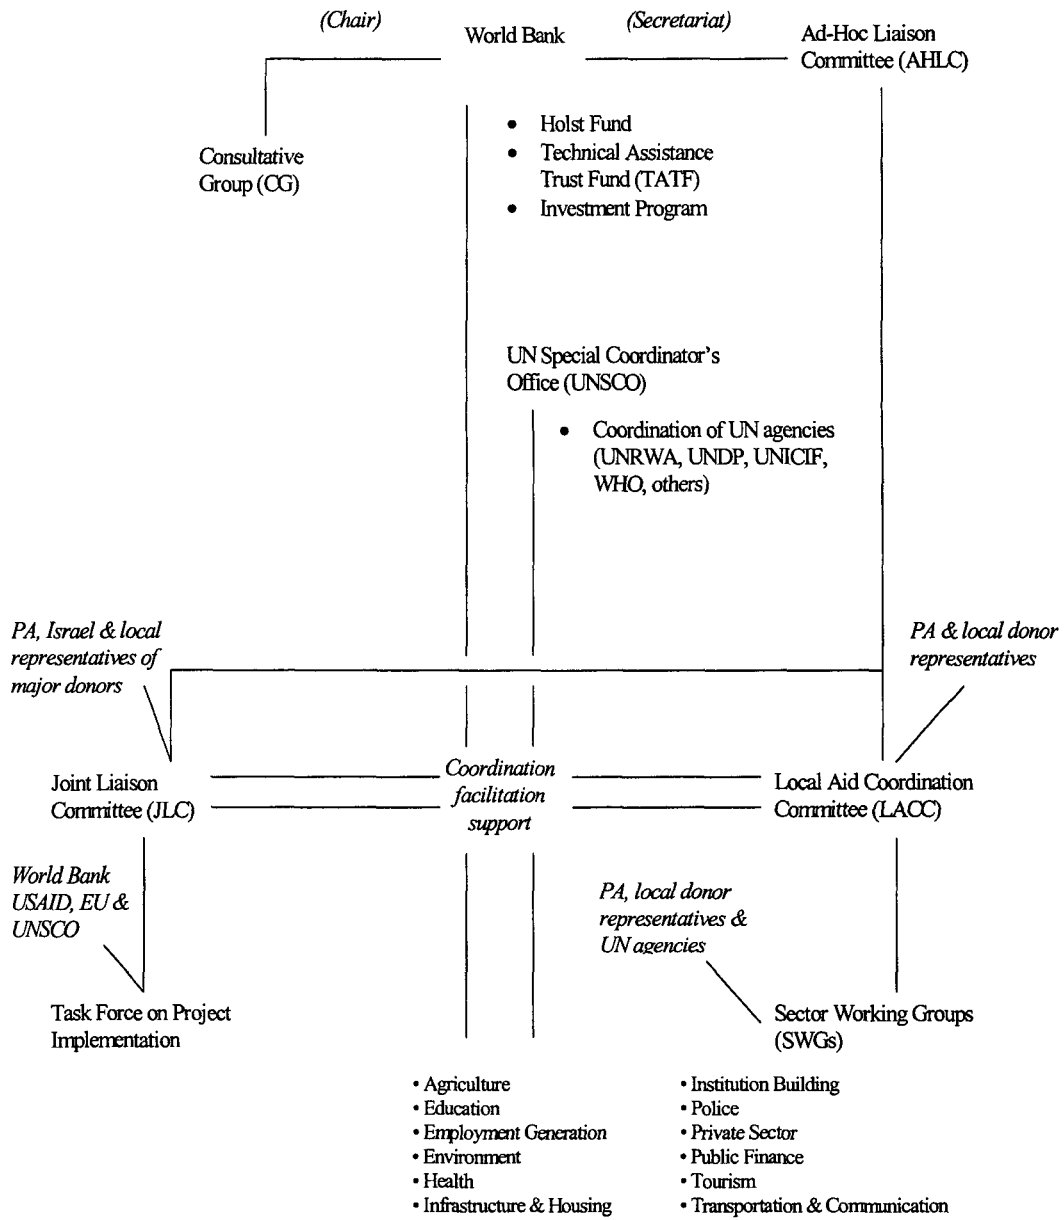 (Chair)
World Bank
(Secretariat)
Ad-Hoc Liaison
Committee (AHLC)
Consultative
Group (CG)
• Holst Fund
• Technical Assistance
Trust Fund (TATF)
• Investment Program
UN Special Coordinator's
Office (UNSCO)
• Coordination of UN agencies
(UNRWA, UNDP, UNICIF,
WHO, others)
PA, Israel & local
representatives of
major donors
PA & local donor
representatives
Joint Liaison
Committee (JLC)
Coordination
facilitation
support
Local Aid Coordination
Committee (LACC)
World Bank
USAID, EU &
UNSCO
PA, local donor
representatives &
UN agencies
Task Force on Project
Implementation
Sector Working Groups
(SWGs)
• Agriculture
• Education
• Employment Generation
• Environment
• Health
• Infrastructure & Housing
• Institution Building
• Police
• Private Sector
• Public Finance
• Tourism
• Transportation & Communication